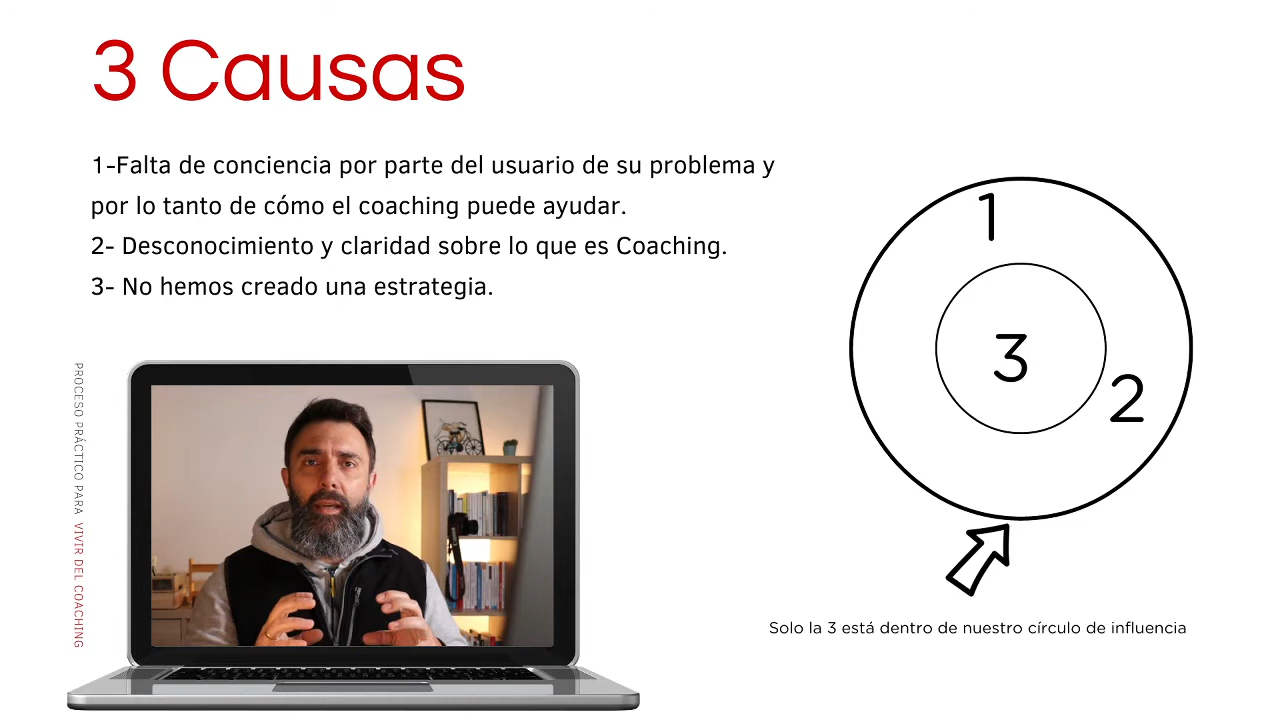 3 Causas
1-Falta de conciencia por parte del usuario de su problema y
por lo tanto de cómo el coaching puede ayudar.
2- Desconocimiento y claridad sobre lo que es Coaching.
3- No hemos creado una estrategia.
PROCESO PRÁCTICO PARA VIVIR DEL COACHING
1
3
2
Solo la 3 está dentro de nuestro círculo de influencia